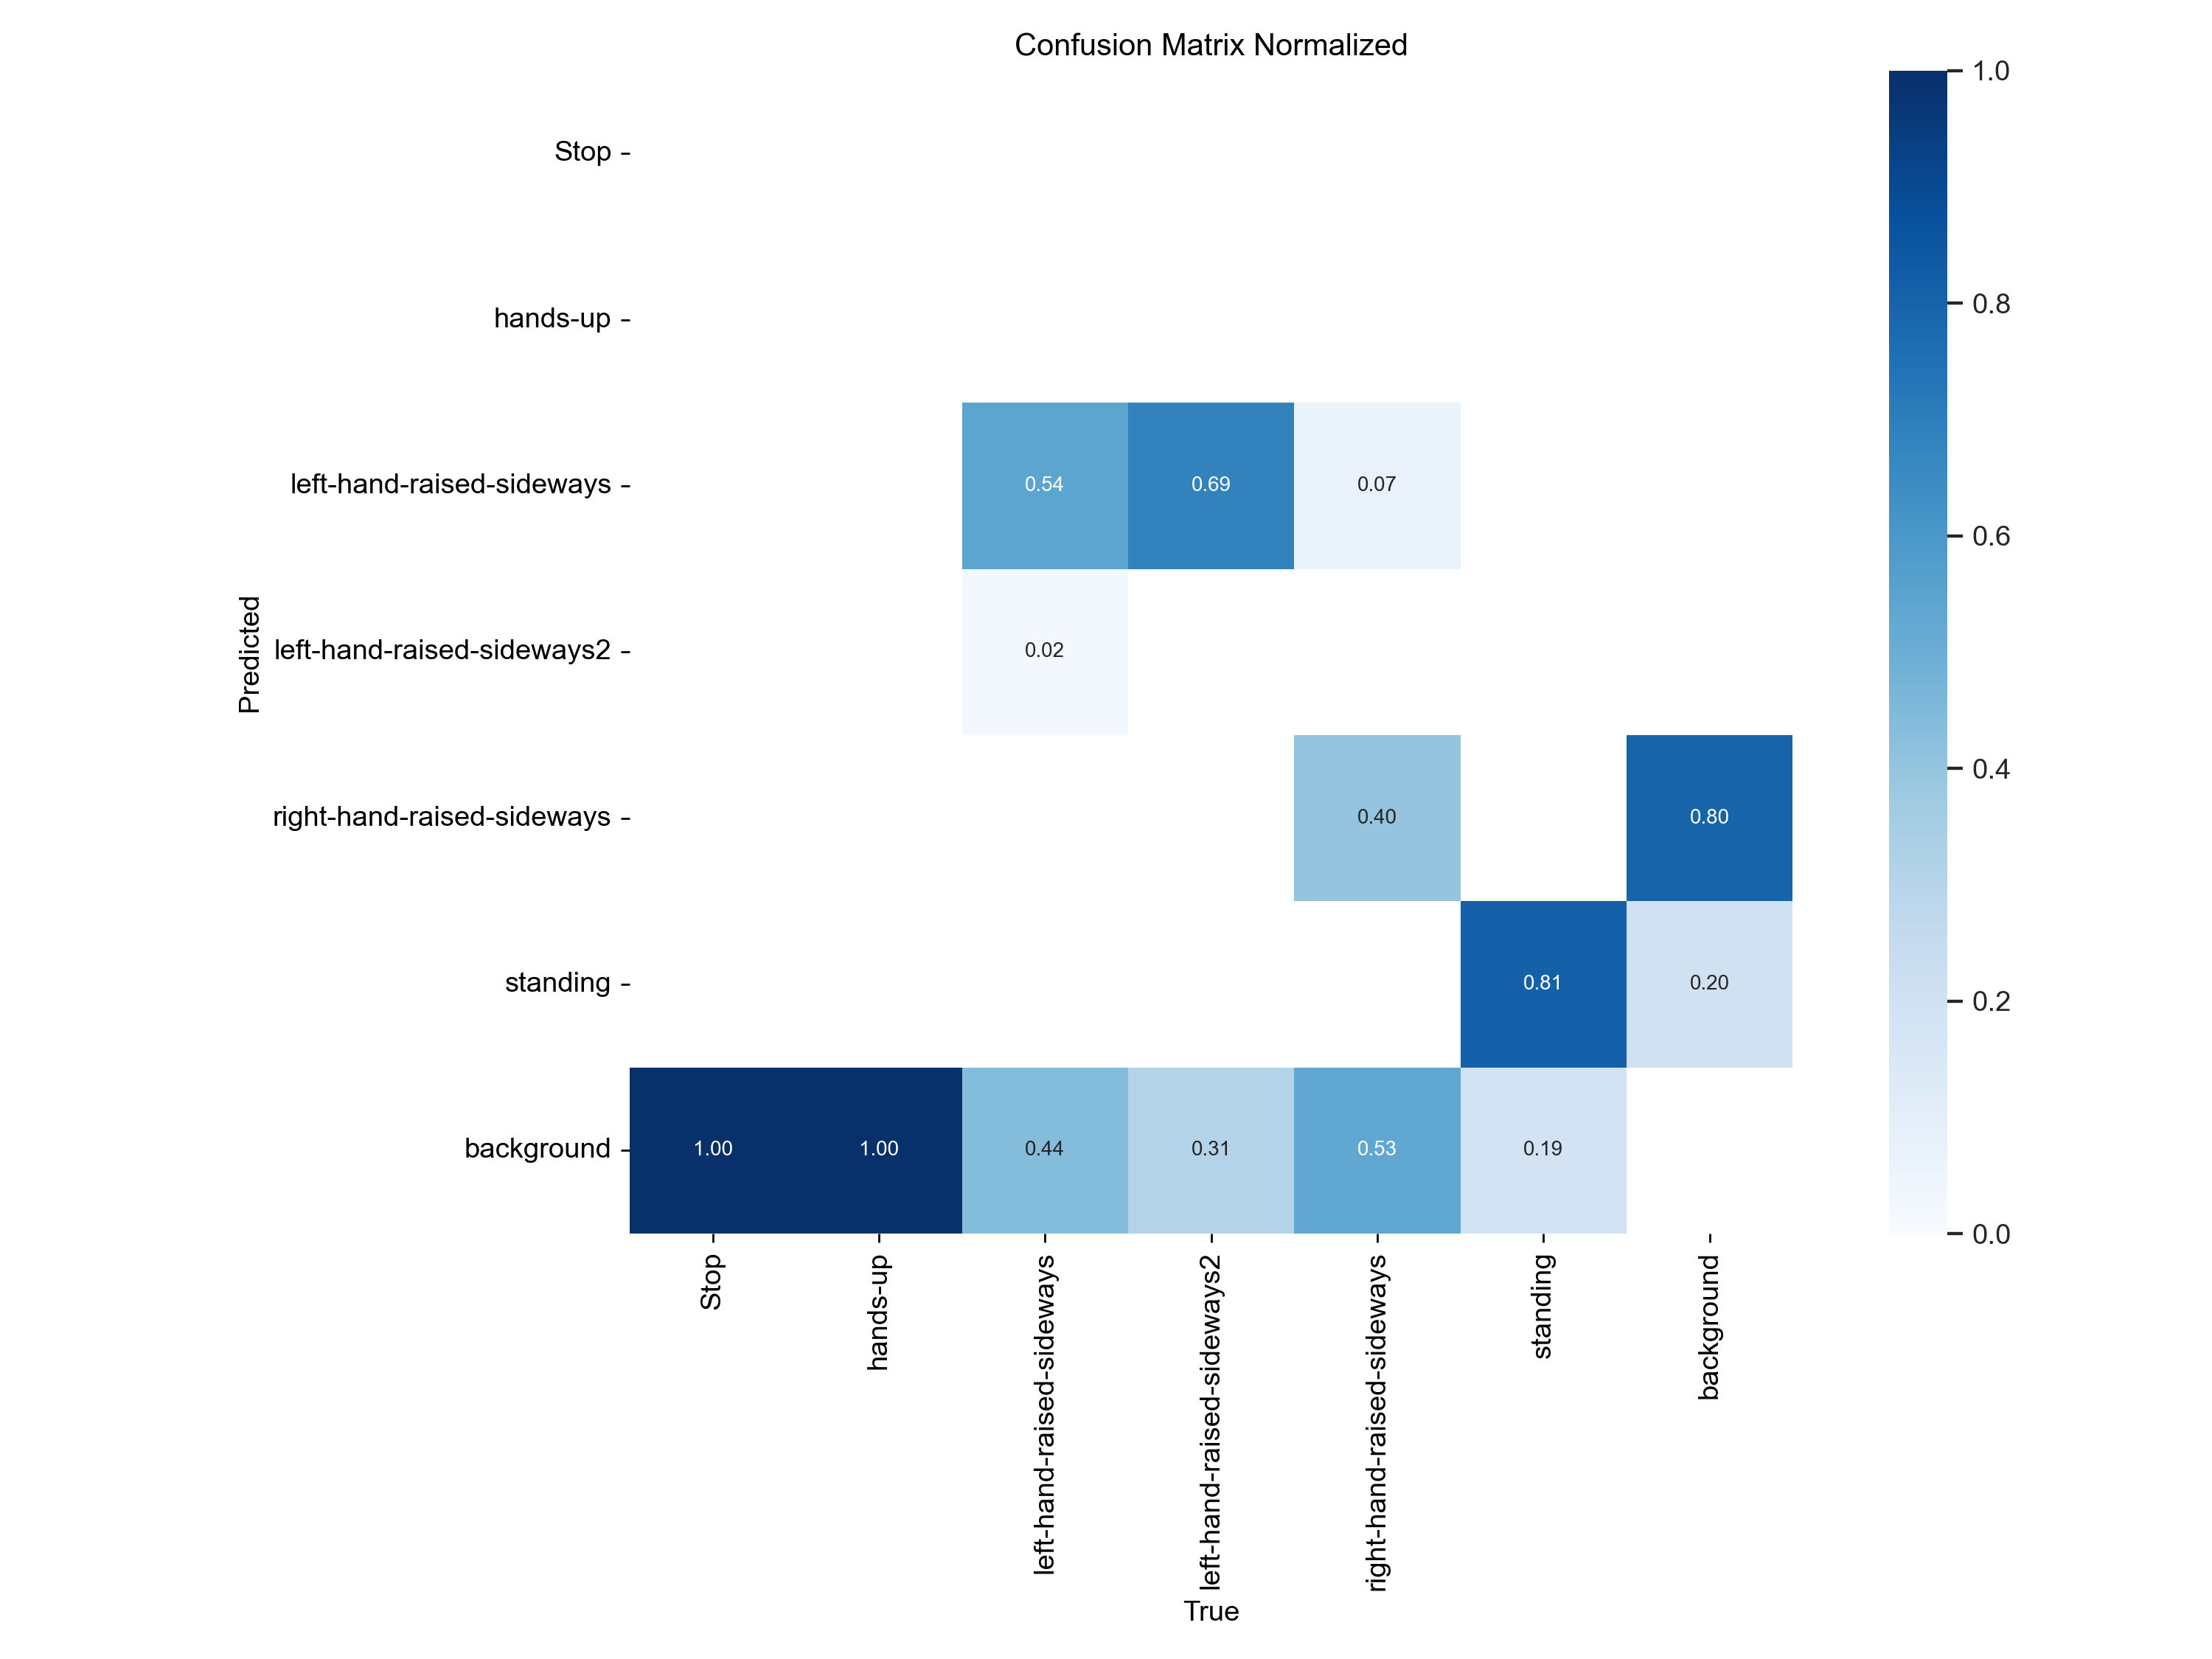 Confusion Matrix Normalized
Predicted
Stop
hands-up
left-hand-raised-sideways
0.54 0.69 0.07
left-hand-raised-sideways2
0.02
right-hand-raised-sideways
0.40 0.80
standing
0.81 0.20
background
1.00 1.00 0.44 0.31 0.53 0.19
Stop
hands-up
left-hand-raised-sideways
left-hand-raised-sideways2
right-hand-raised-sideways
standing
background
True
1.0
0.8
0.6
0.4
0.2
0.0